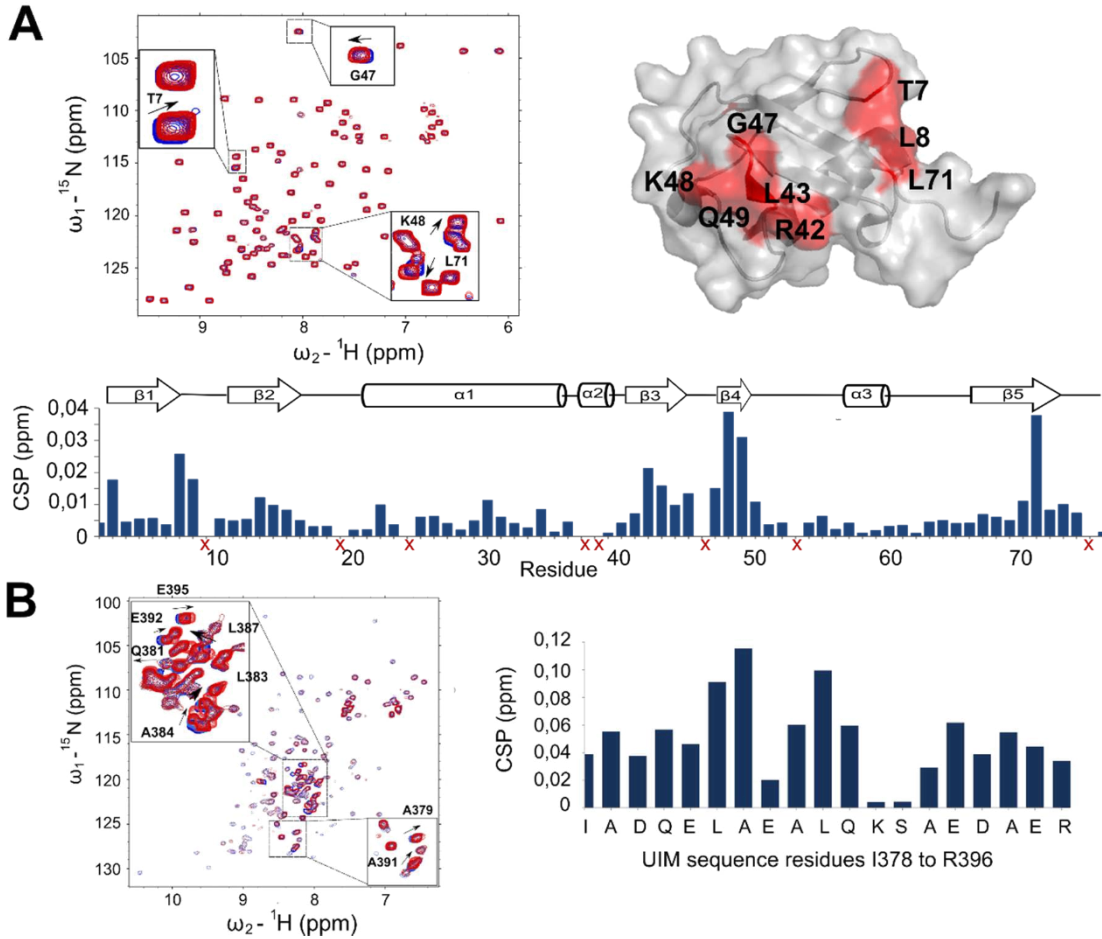 A
105
110
115
120
125
9
8
7
6
ω1 - 15N (ppm)
ω2 - 1H (ppm)
T7
G47
K48
L71
T7
G47
L8
K48
L43
L71
Q49
R42
β1
β2
α1
α2
β3
β4
α3
β5
0,04
0,03
0,02
0,01
0
CSP (ppm)
X X X X X X X X
10 20 30 40 50 60 70
Residue
B
E395
100
105
110
115
120
125
130
10
9
8
7
ω1 - 15N (ppm)
ω2 - 1H (ppm)
E392
L387
Q381
L383
A384
A379
A391
0,12
0,10
0,08
0,06
0,04
0,02
0
CSP (ppm)
I A D Q E L A E A L Q K S A E D A E R
UIM sequence residues I378 to R396